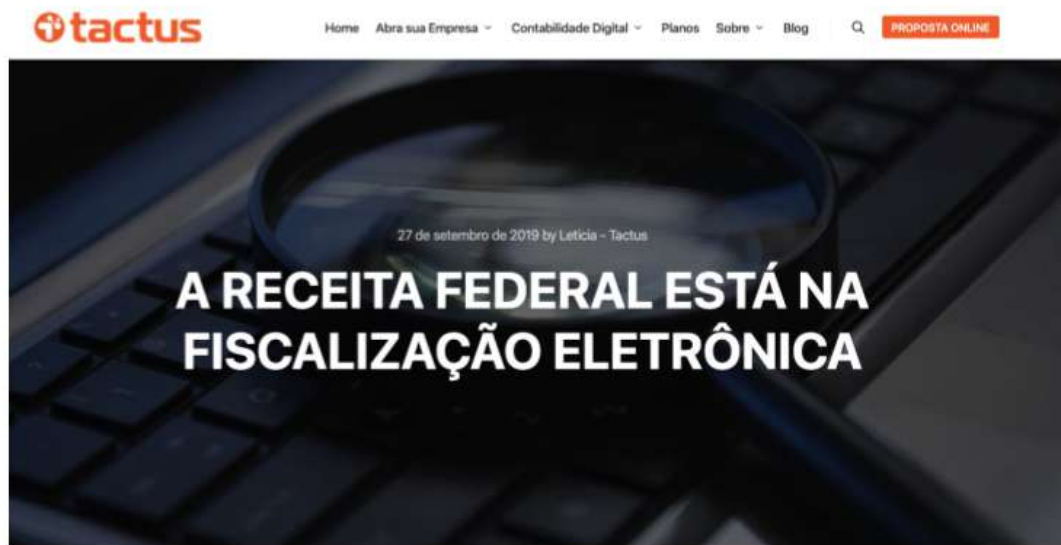 tactus
Home Abra sua Empresa Contabilidade Digital Planos Sobre Blog PROPOSTA ONLINE
27 de setembro de 2019 by Leticia – Tactus
A RECEITA FEDERAL ESTÁ NA
FISCALIZAÇÃO ELETRÔNICA